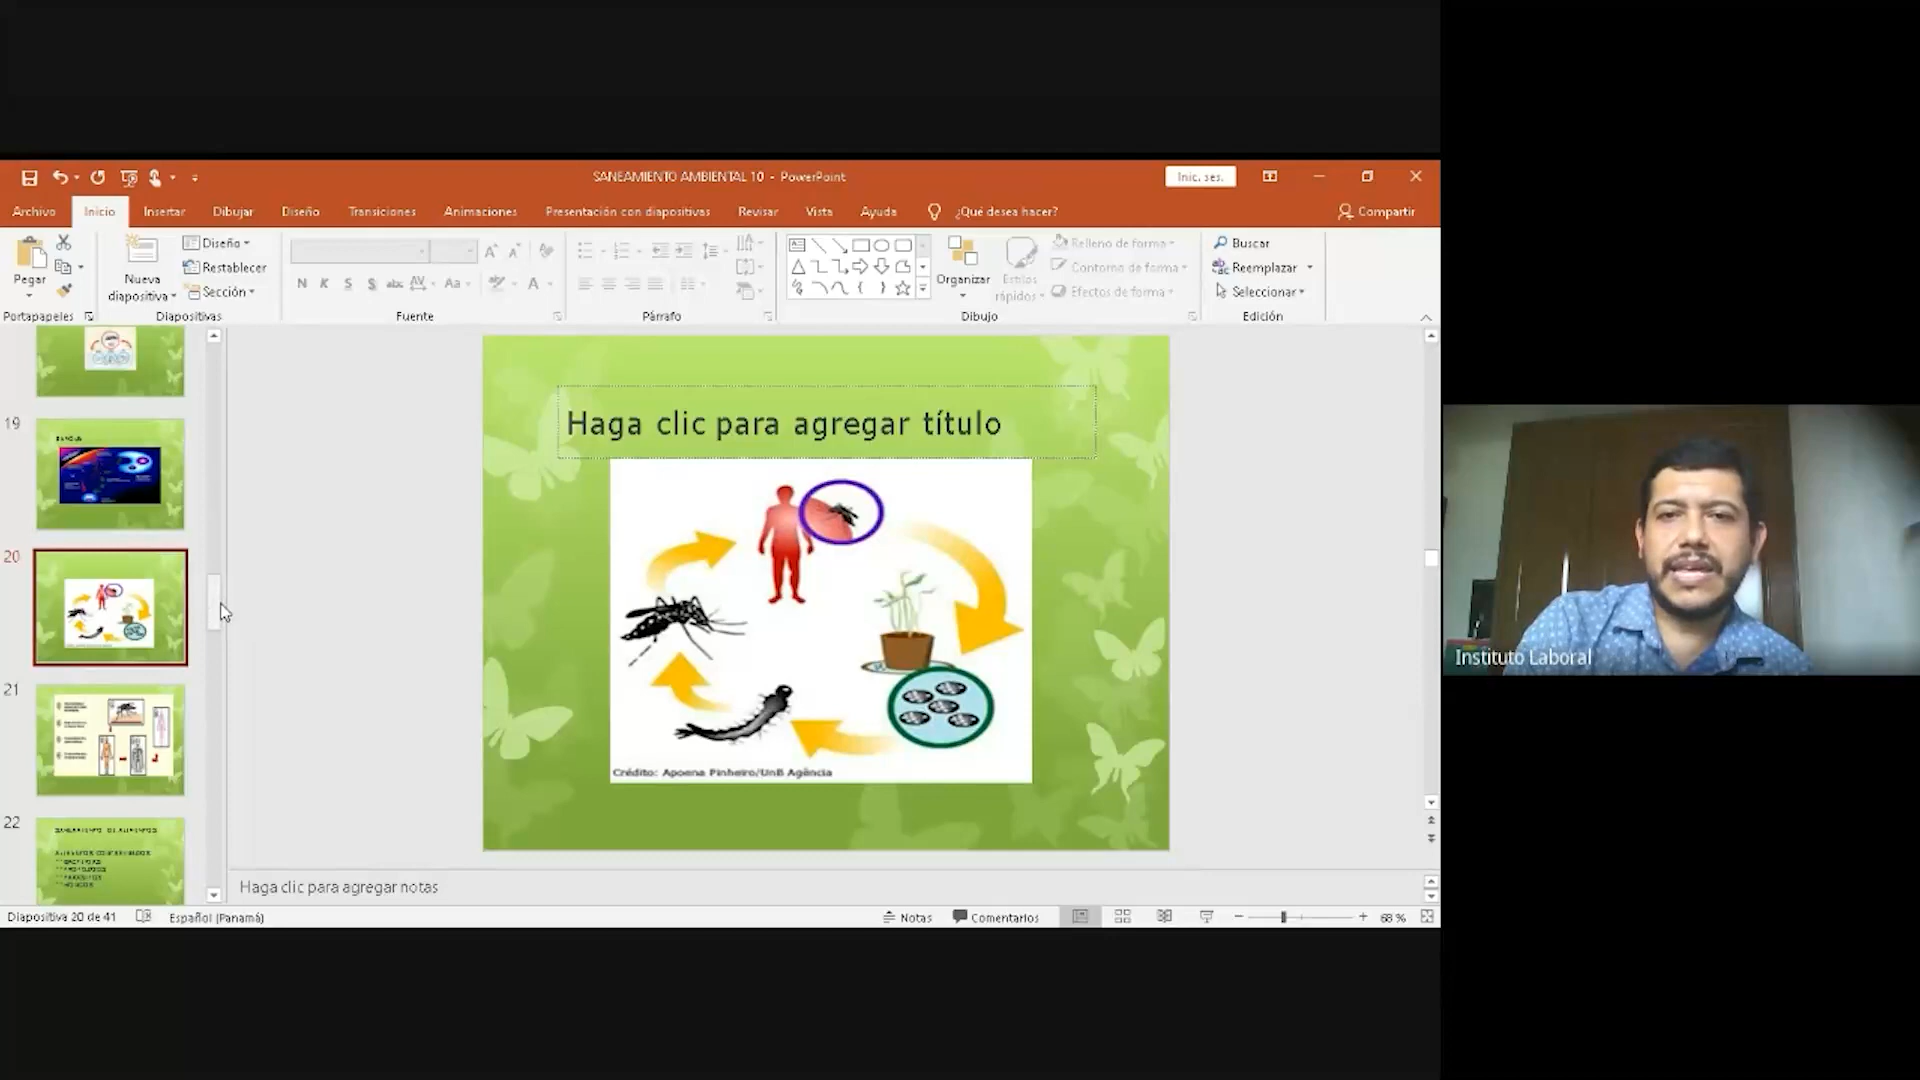 SANEAMIENTO AMBIENTAL 10 - PowerPoint
Inic. ses.
Archivo Inicio Insertar Dibujar Diseño Transiciones Animaciones Presentación con diapositivas Revisar Vista Ayuda ¿Qué desea hacer? Compartir
Pegar
Nueva diapositiva
Diseño
Restablecer
Sección
N K S S abc AV Aa A
Organizar
Estilos rápidos
Relleno de forma
Contorno de forma
Efectos de forma
Buscar
Reemplazar
Seleccionar
Portapapeles Diapositivas Fuente Párrafo Dibujo Edición
19
20
21
22
Haga clic para agregar título
Crédito: Apoena Pinheiro/UnB Agência
Haga clic para agregar notas
Diapositiva 20 de 41 Español (Panamá) Notas Comentarios 68 %
Instituto Laboral